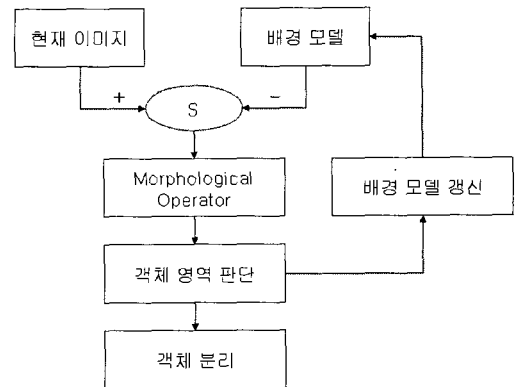 현재 이미지
배경 모델
+
−
S
Morphological
Operator
배경 모델 갱신
객체 영역 판단
객체 분리